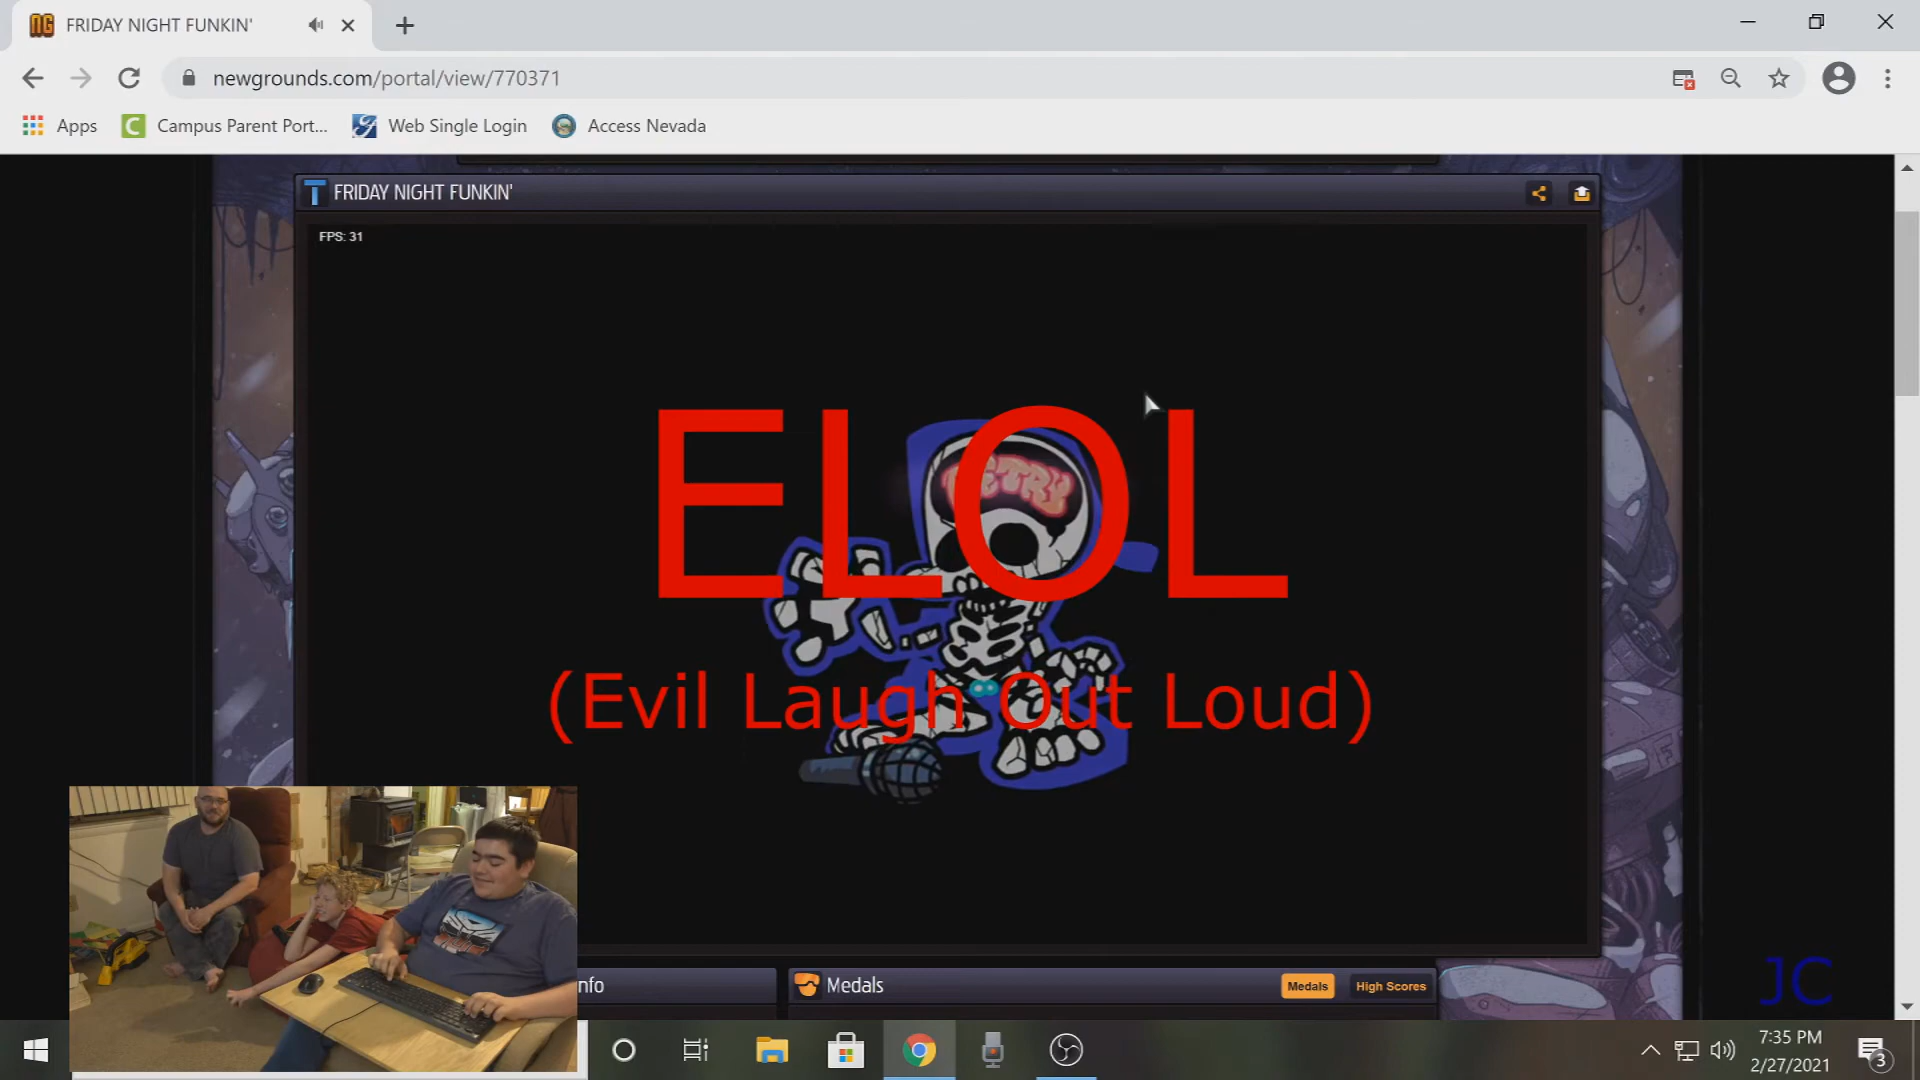 FRIDAY NIGHT FUNKIN'
newgrounds.com/portal/view/770371
Apps
Campus Parent Port...
Web Single Login
Access Nevada
FRIDAY NIGHT FUNKIN'
FPS: 31
RETRY
ELOL
(Evil Laugh Out Loud)
nfo
Medals
Medals
High Scores
JC
7:35 PM
2/27/2021
3